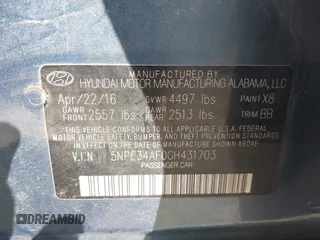 MANUFACTURED BY
HYUNDAI MOTOR MANUFACTURING ALABAMA, LLC
Apr/22/16 GVWR 4497 lbs PAINT X8
GAWR FRONT 2557 lbs GAWR REAR 2513 lbs TRIM BB
THIS VEHICLE CONFORMS TO ALL APPLICABLE U.S. FEDERAL
MOTOR VEHICLE SAFETY, BUMPER, AND THEFT PREVENTION
STANDARDS IN EFFECT ON THE DATE OF MANUFACTURE SHOWN ABOVE.
V.I.N 5NPE34AF0GH431703
PASSENGER CAR
DREAMBID